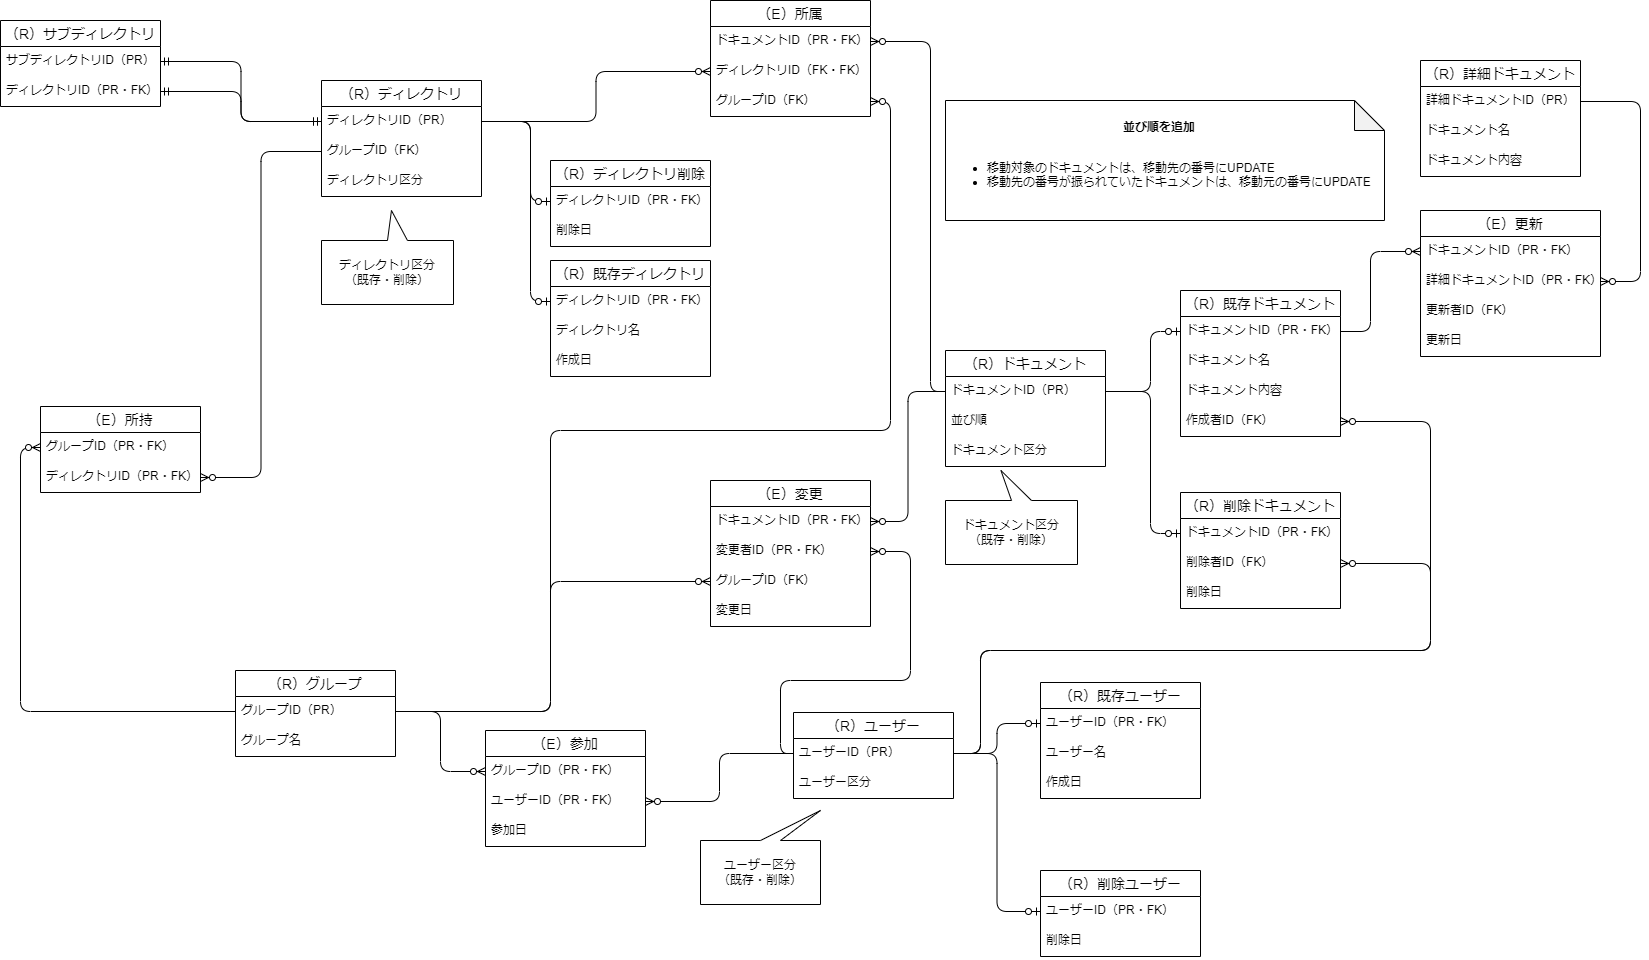 （R）サブディレクトリ
サブディレクトリID（PR）
ディレクトリID（PR・FK）
（R）ディレクトリ
ディレクトリID（PR）
グループID（FK）
ディレクトリ区分
ディレクトリ区分
（既存・削除）
（E）所属
ドキュメントID（PR・FK）
ディレクトリID（FK・FK）
グループID（FK）
（R）ディレクトリ削除
ディレクトリID（PR・FK）
削除日
（R）既存ディレクトリ
ディレクトリID（PR・FK）
ディレクトリ名
作成日
並び順を追加
• 移動対象のドキュメントは、移動先の番号にUPDATE
• 移動先の番号が振られていたドキュメントは、移動元の番号にUPDATE
（R）詳細ドキュメント
詳細ドキュメントID（PR）
ドキュメント名
ドキュメント内容
（E）更新
ドキュメントID（PR・FK）
詳細ドキュメントID（PR・FK）
更新者ID（FK）
更新日
（R）既存ドキュメント
ドキュメントID（PR・FK）
ドキュメント名
ドキュメント内容
作成者ID（FK）
（R）ドキュメント
ドキュメントID（PR）
並び順
ドキュメント区分
ドキュメント区分
（既存・削除）
（R）削除ドキュメント
ドキュメントID（PR・FK）
削除者ID（FK）
削除日
（E）所持
グループID（PR・FK）
ディレクトリID（PR・FK）
（E）変更
ドキュメントID（PR・FK）
変更者ID（PR・FK）
グループID（FK）
変更日
（R）グループ
グループID（PR）
グループ名
（E）参加
グループID（PR・FK）
ユーザーID（PR・FK）
参加日
（R）ユーザー
ユーザーID（PR）
ユーザー区分
ユーザー区分
（既存・削除）
（R）既存ユーザー
ユーザーID（PR・FK）
ユーザー名
作成日
（R）削除ユーザー
ユーザーID（PR・FK）
削除日